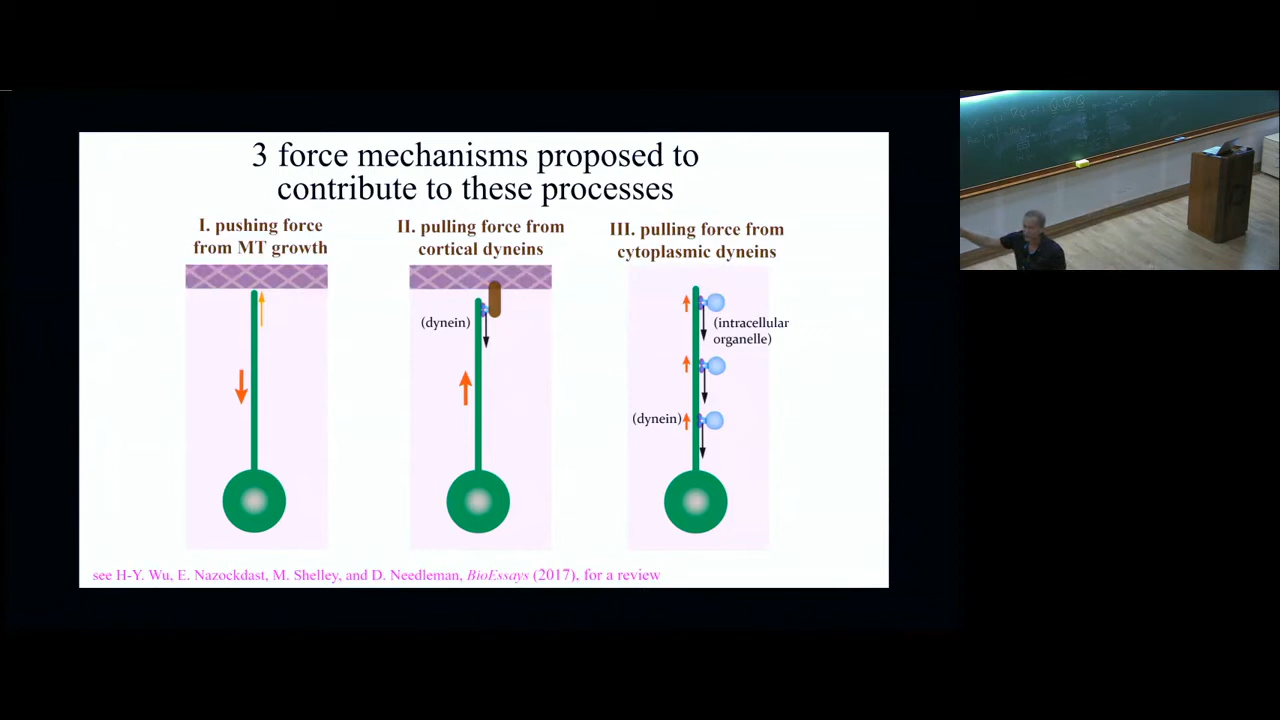 3 force mechanisms proposed to
contribute to these processes
I. pushing force
from MT growth
II. pulling force from
cortical dyneins
(dynein)
III. pulling force from
cytoplasmic dyneins
(intracellular
organelle)
(dynein)
see H-Y. Wu, E. Nazockdast, M. Shelley, and D. Needleman, BioEssays (2017), for a review